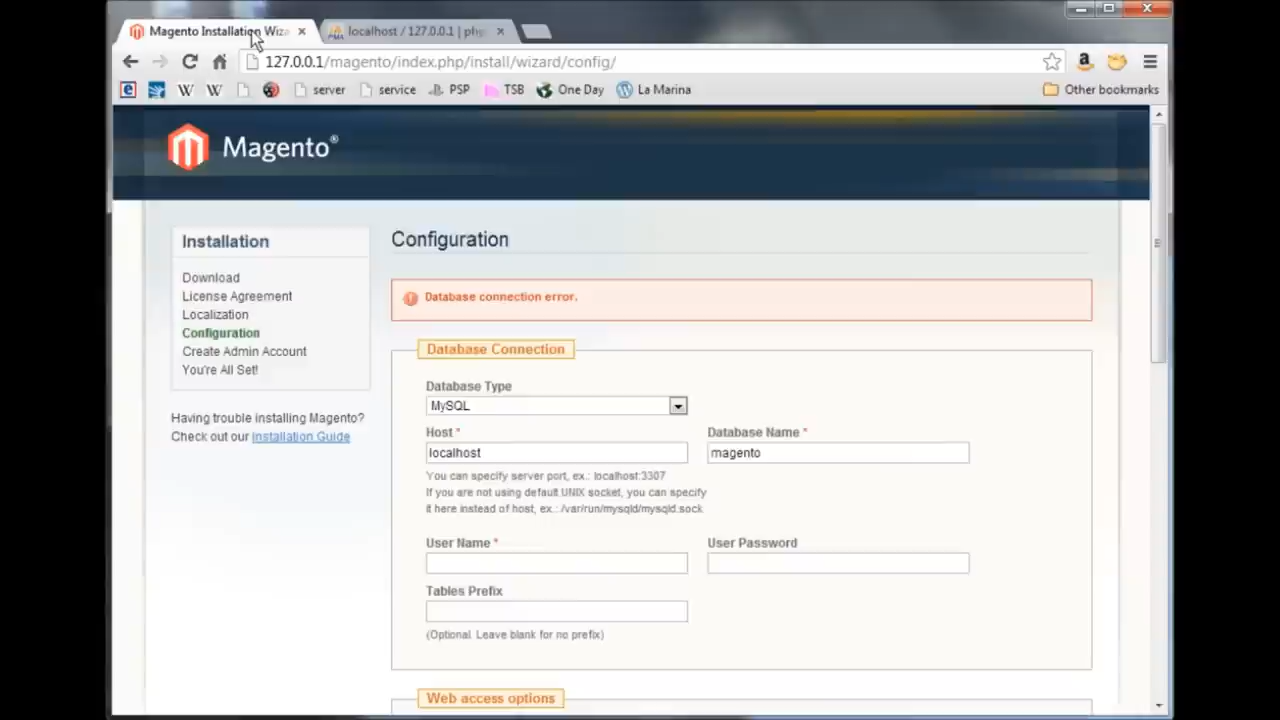 Magento Installation Wiza
localhost / 127.0.0.1 | php
127.0.0.1/magento/index.php/install/wizard/config/
server
service
PSP
TSB
One Day
La Marina
Other bookmarks
Magento®
Installation
Download
License Agreement
Localization
Configuration
Create Admin Account
You're All Set!
Having trouble installing Magento?
Check out our Installation Guide
Configuration
Database connection error.
Database Connection
Database Type
MySQL
Host *
localhost
Database Name *
magento
You can specify server port, ex.: localhost:3307
If you are not using default UNIX socket, you can specify
it here instead of host, ex.: /var/run/mysqld/mysqld.sock
User Name *
User Password
Tables Prefix
(Optional. Leave blank for no prefix)
Web access options